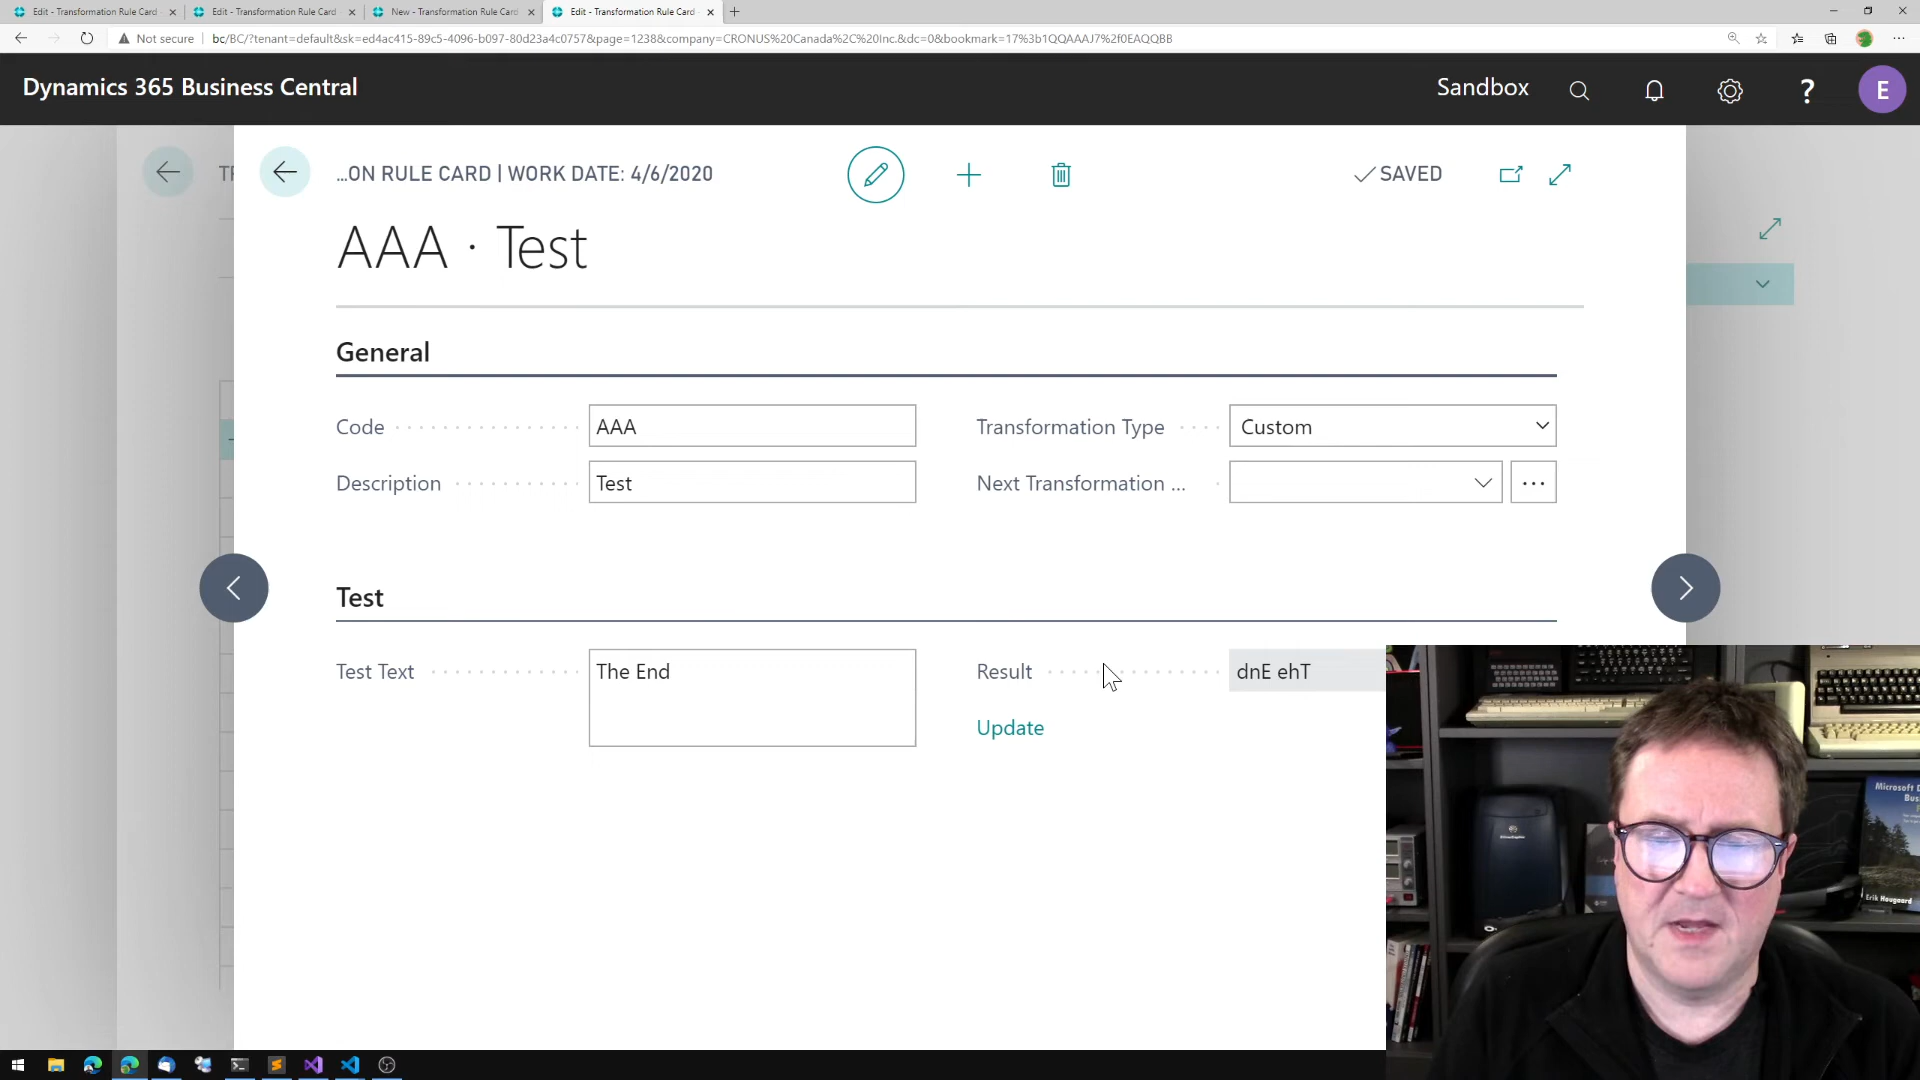 Edit - Transformation Rule Card
Edit - Transformation Rule Card
New - Transformation Rule Card
Edit - Transformation Rule Card
Not secure
bc/BC/?tenant=default&sk=ed4ac415-89c5-4096-b097-80d23a4c0757&page=1238&company=CRONUS%20Canada%2C%20Inc.&dc=0&bookmark=17%3b1QQAAAJ7%2f0EAQQBB
Dynamics 365 Business Central
Sandbox
?
E
...ON RULE CARD | WORK DATE: 4/6/2020
SAVED
AAA · Test
General
Code
AAA
Transformation Type
Custom
Description
Test
Next Transformation ...
Test
Test Text
The End
Result
dnE ehT
Update
Microsoft D
Bus
Erik Hougaard